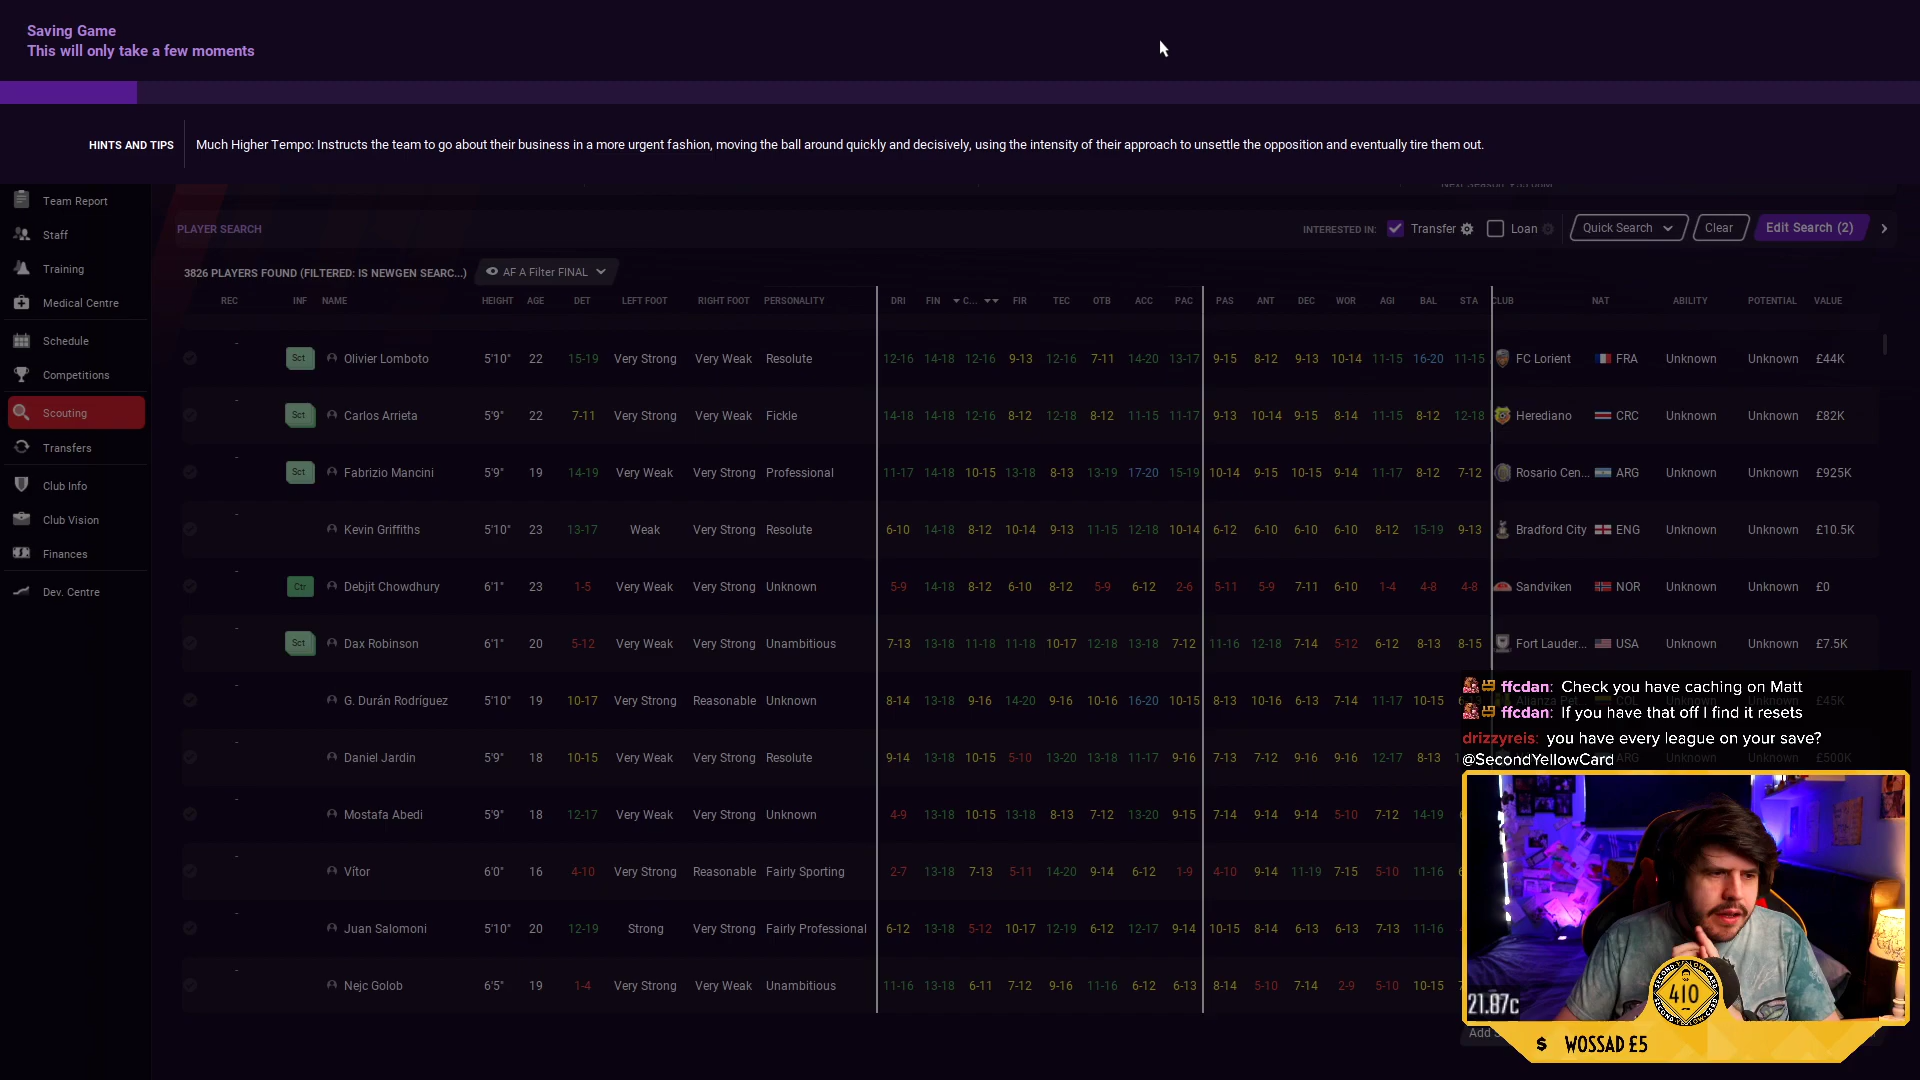 Saving Game
This will only take a few moments
HINTS AND TIPS Much Higher Tempo: Instructs the team to go about their business in a more urgent fashion, moving the ball around quickly and decisively, using the intensity of their approach to unsettle the opposition and eventually tire them out.
Team Report
Staff
Training
Medical Centre
Schedule
Competitions
Scouting
Transfers
Club Info
Club Vision
Finances
Dev. Centre
PLAYER SEARCH INTERESTED IN: Transfer Loan Quick Search Clear Edit Search (2)
3826 PLAYERS FOUND (FILTERED: IS NEWGEN SEARC...) AF A Filter FINAL
REC INF NAME HEIGHT AGE DET LEFT FOOT RIGHT FOOT PERSONALITY DRI FIN C... FIR TEC OTB ACC PAC PAS ANT DEC WOR AGI BAL STA CLUB NAT ABILITY POTENTIAL VALUE
- Sct Olivier Lomboto 5'10" 22 15-19 Very Strong Very Weak Resolute 12-16 14-18 12-16 9-13 12-16 7-11 14-20 13-17 9-15 8-12 9-13 10-14 11-15 16-20 11-15 FC Lorient FRA Unknown Unknown £44K
- Sct Carlos Arrieta 5'9" 22 7-11 Very Strong Very Weak Fickle 14-18 14-18 12-16 8-12 12-18 8-12 11-15 11-17 9-13 10-14 9-15 8-14 11-15 8-12 12-18 Herediano CRC Unknown Unknown £82K
- Sct Fabrizio Mancini 5'9" 19 14-19 Very Weak Very Strong Professional 11-17 14-18 10-15 13-18 8-13 13-19 17-20 15-19 10-14 9-15 10-15 9-14 11-17 8-12 7-12 Rosario Cen... ARG Unknown Unknown £925K
- Kevin Griffiths 5'10" 23 13-17 Weak Very Strong Resolute 6-10 14-18 8-12 10-14 9-13 11-15 12-18 10-14 6-12 6-10 6-10 6-10 8-12 15-19 9-13 Bradford City ENG Unknown Unknown £10.5K
- Ctr Debjit Chowdhury 6'1" 23 1-5 Very Weak Very Strong Unknown 5-9 14-18 8-12 6-10 8-12 5-9 6-12 2-6 5-11 5-9 7-11 6-10 1-4 4-8 4-8 Sandviken NOR Unknown Unknown £0
- Sct Dax Robinson 6'1" 20 5-12 Very Weak Very Strong Unambitious 7-13 13-18 11-18 11-18 10-17 12-18 13-18 7-12 11-16 12-18 7-14 5-12 6-12 8-13 8-15 Fort Lauder... USA Unknown Unknown £7.5K
- G. Durán Rodríguez 5'10" 19 10-17 Very Strong Reasonable Unknown 8-14 13-18 9-16 14-20 9-16 10-16 16-20 10-15 8-13 10-16 6-13 7-14 11-17 10-15 £45K
- Daniel Jardin 5'9" 18 10-15 Very Weak Very Strong Resolute 9-14 13-18 10-15 5-10 13-20 13-18 11-17 9-16 7-13 7-12 9-16 9-16 12-17 8-13 ARG £500K
- Mostafa Abedi 5'9" 18 12-17 Very Weak Very Strong Unknown 4-9 13-18 10-15 13-18 8-13 7-12 13-20 9-15 7-14 9-14 9-14 5-10 7-12 14-19
- Vítor 6'0" 16 4-10 Very Strong Reasonable Fairly Sporting 2-7 13-18 7-13 5-11 14-20 9-14 6-12 1-9 4-10 9-14 11-19 7-15 5-10 11-16
- Juan Salomoni 5'10" 20 12-19 Strong Very Strong Fairly Professional 6-12 13-18 5-12 10-17 12-19 6-12 12-17 9-14 10-15 8-14 6-13 6-13 7-13 11-16
- Nejc Golob 6'5" 19 1-4 Very Strong Very Weak Unambitious 11-16 13-18 6-11 7-12 9-16 11-16 6-12 6-13 8-14 5-10 7-14 2-9 5-10 10-15
ffcdan: Check you have caching on Matt
ffcdan: If you have that off I find it resets
drizzyreis: you have every league on your save?
@SecondYellowCard
21.87c
SECOND YELLOW CARD
410
Add
$ WOSSAD £5